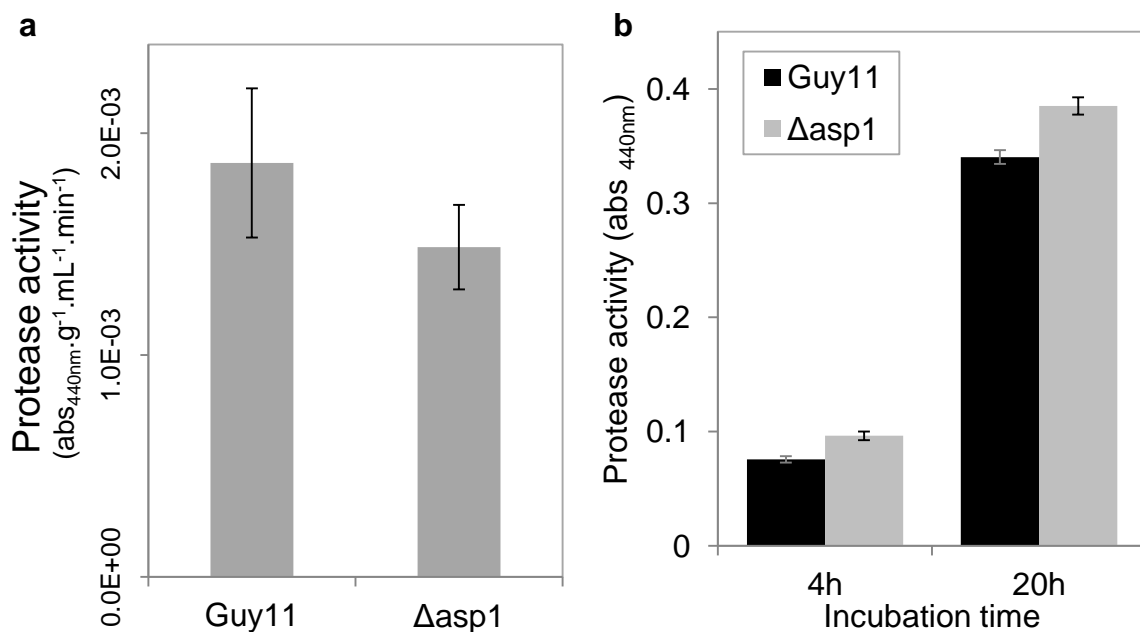 a
Protease activity
(abs440nm.g-1.mL-1.min-1)
2.0E-03
1.0E-03
0.0E+00
Guy11 Δasp1
b
Protease activity (abs 440nm)
0.4
0.3
0.2
0.1
0
Guy11
Δasp1
4h 20h
Incubation time